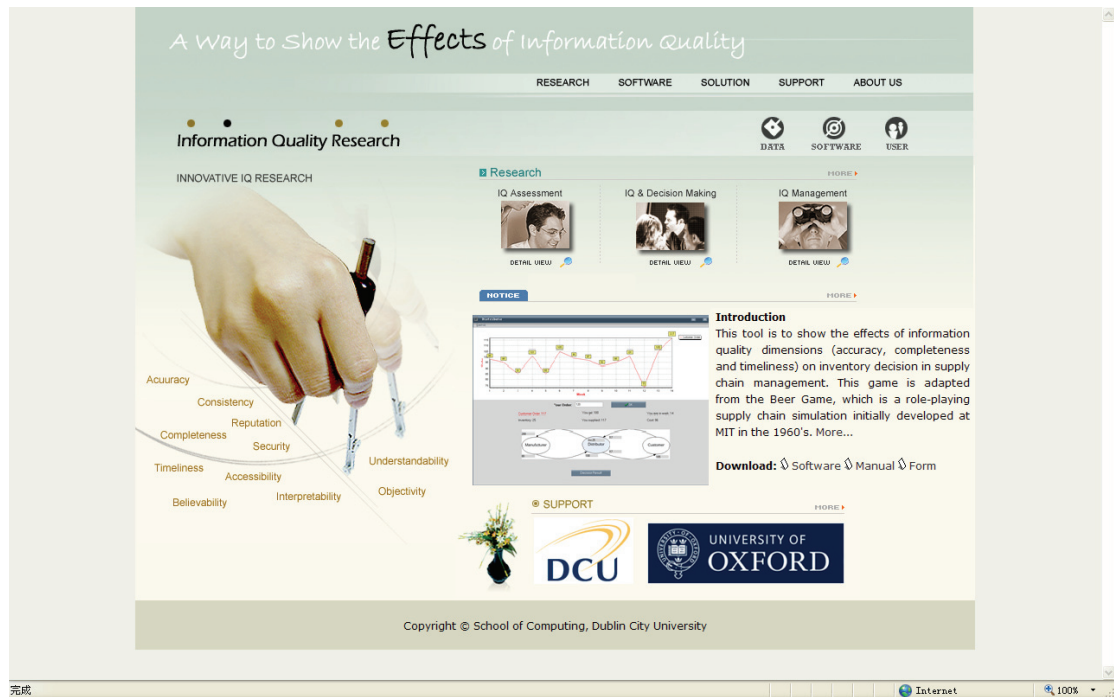 A Way to Show the Effects of Information Quality
RESEARCH SOFTWARE SOLUTION SUPPORT ABOUT US
Information Quality Research
DATA SOFTWARE USER
INNOVATIVE IQ RESEARCH
Research MORE
IQ Assessment IQ & Decision Making IQ Management
DETAIL VIEW DETAIL VIEW DETAIL VIEW
NOTICE MORE
Introduction
This tool is to show the effects of information
quality dimensions (accuracy, completeness
and timeliness) on inventory decision in supply
chain management. This game is adapted
from the Beer Game, which is a role-playing
supply chain simulation initially developed at
MIT in the 1960's. More...
Download: Software Manual Form
Your Order:
Manufacturer Distributor Customer
Acuuracy
Consistency
Reputation
Completeness
Security
Timeliness
Understandability
Accessibility
Objectivity
Interpretability
Believability
SUPPORT MORE
DCU
UNIVERSITY OF
OXFORD
Copyright © School of Computing, Dublin City University
完成 Internet 100%